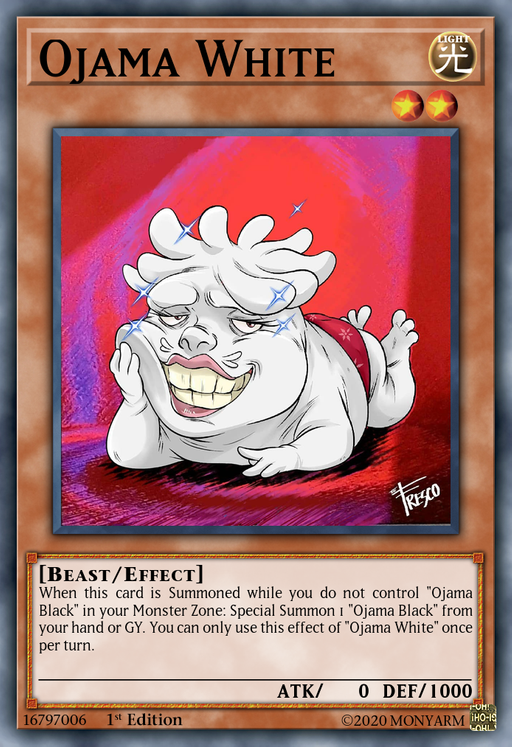 Ojama White
LIGHT
光
Fresco
[Beast/Effect]
When this card is Summoned while you do not control "Ojama
Black" in your Monster Zone: Special Summon 1 "Ojama Black" from
your hand or GY. You can only use this effect of "Ojama White" once
per turn.
ATK/ 0 DEF/1000
16797006 1st Edition ©2020 MONYARM